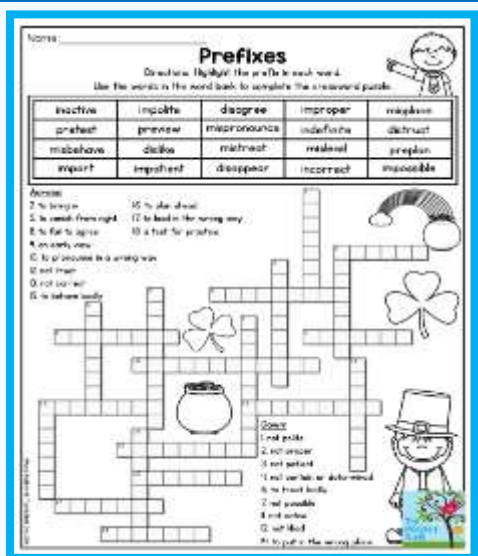 Name:
Prefixes
Directions: Highlight the prefix in each word.
Use the words in the word bank to complete the crossword puzzle.
inactive impolite disagree improper misplace
pretest preview mispronounce indefinite distrust
misbehave dislike mistreat mislead preplan
import impatient disappear incorrect impossible
Across
2. to bring in 16. to plan ahead
5. to vanish from sight 17. to lead in the wrong way
8. to fail to agree 18. a test for practice
9. an early view
10. to pronounce in a wrong way
12. not trust
13. not correct
15. to behave badly
Down
1. not polite
2. not proper
3. not patient
4. not certain or determined
6. to treat badly
7. not possible
11. not active
12. not liked
14. to put in the wrong place